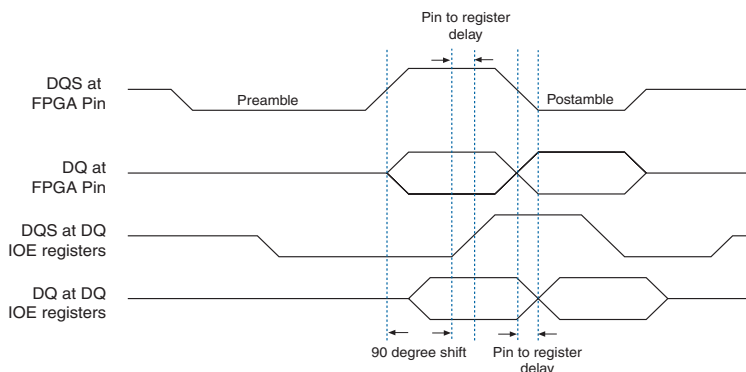 Pin to register
delay
DQS at
FPGA Pin
Preamble
Postamble
DQ at
FPGA Pin
DQS at DQ
IOE registers
DQ at DQ
IOE registers
90 degree shift
Pin to register
delay